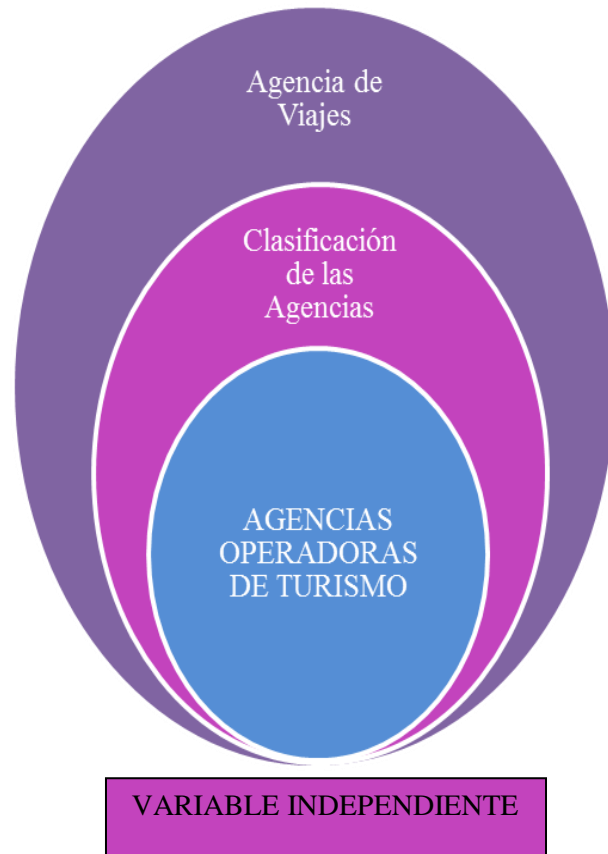 Agencia de
Viajes
Clasificación
de las
Agencias
AGENCIAS
OPERADORAS
DE TURISMO
VARIABLE INDEPENDIENTE